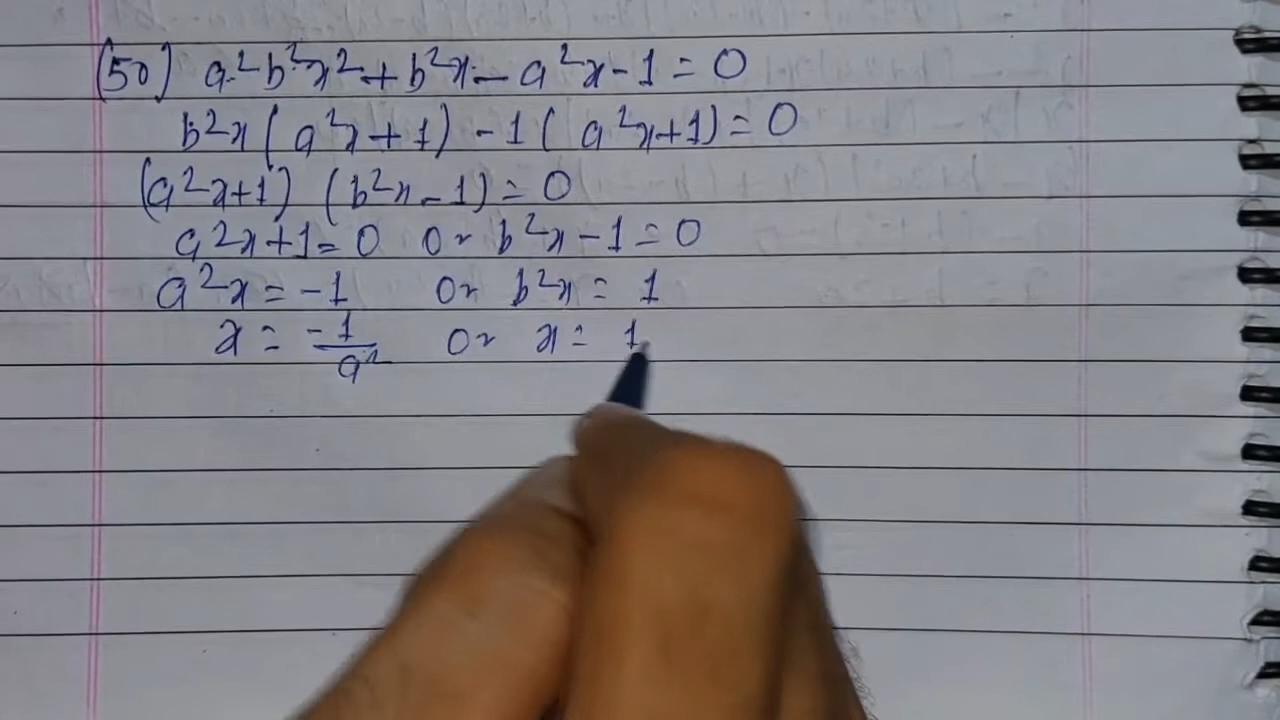 (50) a²b²x² + b²x - a²x - 1 = 0
b²x (a²x + 1) - 1 (a²x + 1) = 0
(a²x + 1) (b²x - 1) = 0
a²x + 1 = 0 or b²x - 1 = 0
a²x = -1 or b²x = 1
x = -1/a² or x = 1